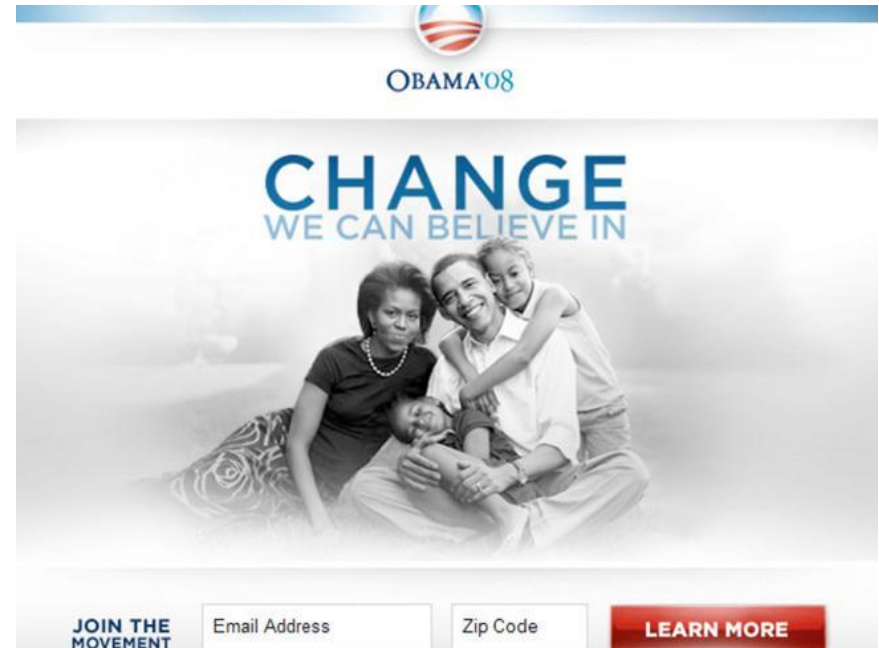 OBAMA'08
CHANGE
WE CAN BELIEVE IN
JOIN THE
MOVEMENT
Email Address
Zip Code
LEARN MORE